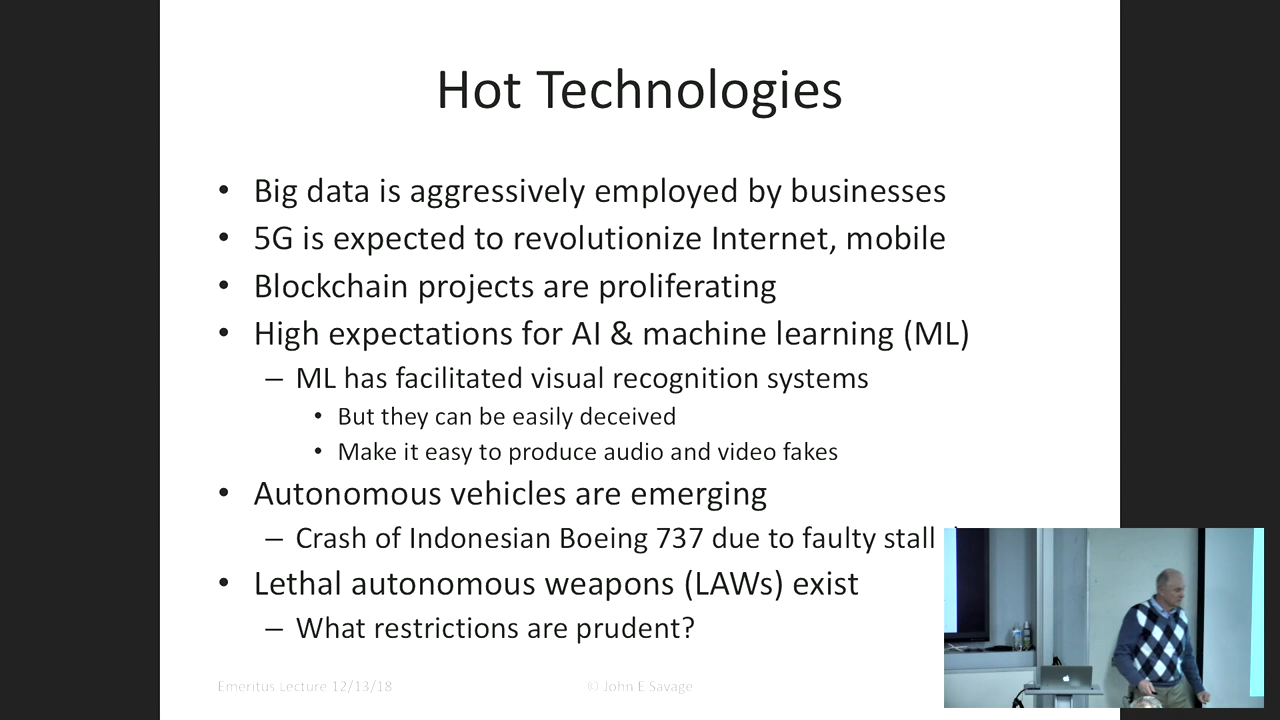 Hot Technologies
• Big data is aggressively employed by businesses
• 5G is expected to revolutionize Internet, mobile
• Blockchain projects are proliferating
• High expectations for AI & machine learning (ML)
– ML has facilitated visual recognition systems
• But they can be easily deceived
• Make it easy to produce audio and video fakes
• Autonomous vehicles are emerging
– Crash of Indonesian Boeing 737 due to faulty stall
• Lethal autonomous weapons (LAWs) exist
– What restrictions are prudent?
Emeritus Lecture 12/13/18
© John E Savage